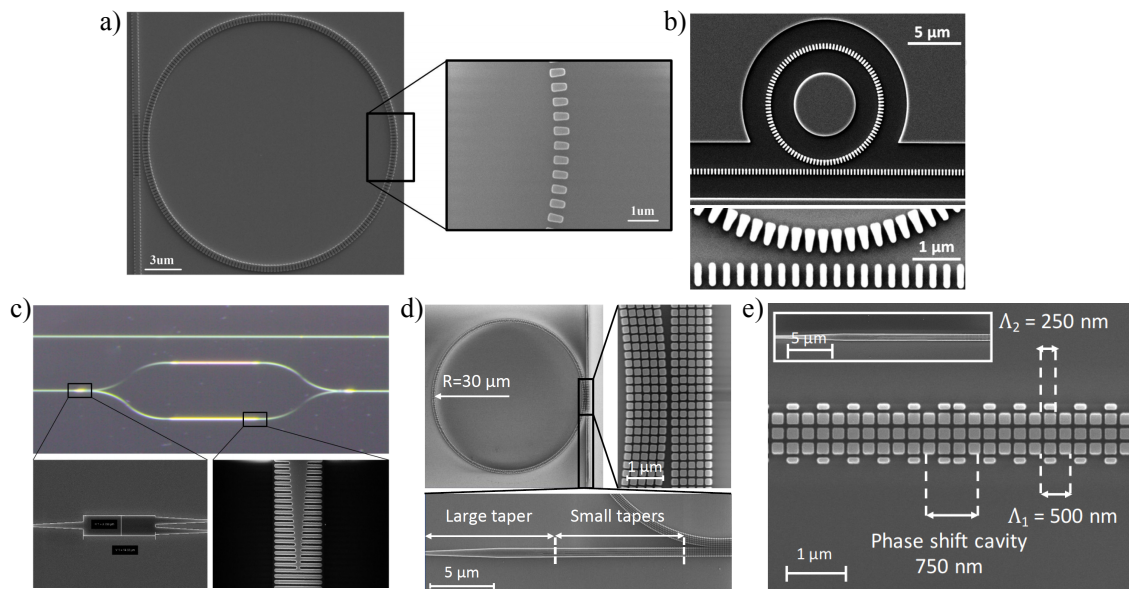 a)
3um
1um
b)
5 µm
1 µm
c)
d)
R=30 µm
1 µm
Large taper
Small tapers
5 µm
e)
5 µm
Λ₂ = 250 nm
Λ₁ = 500 nm
Phase shift cavity
750 nm
1 µm